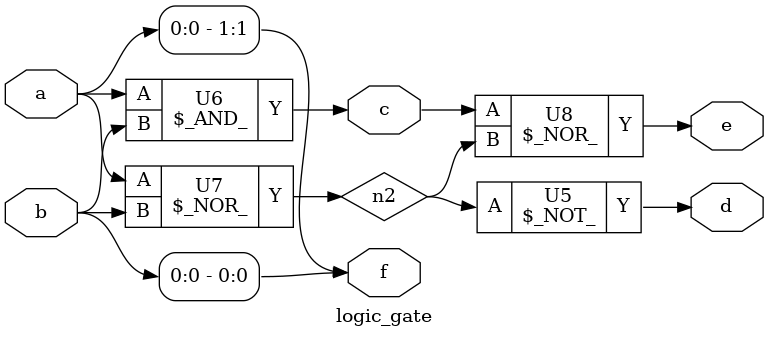 0:0 - 1:1
a
A
B
U6
$_AND_
Y
c
A
B
U8
$_NOR_
Y
e
A
B
U7
$_NOR_
Y
n2
A
U5
$_NOT_
Y
d
b
0:0 - 0:0
f
logic_gate